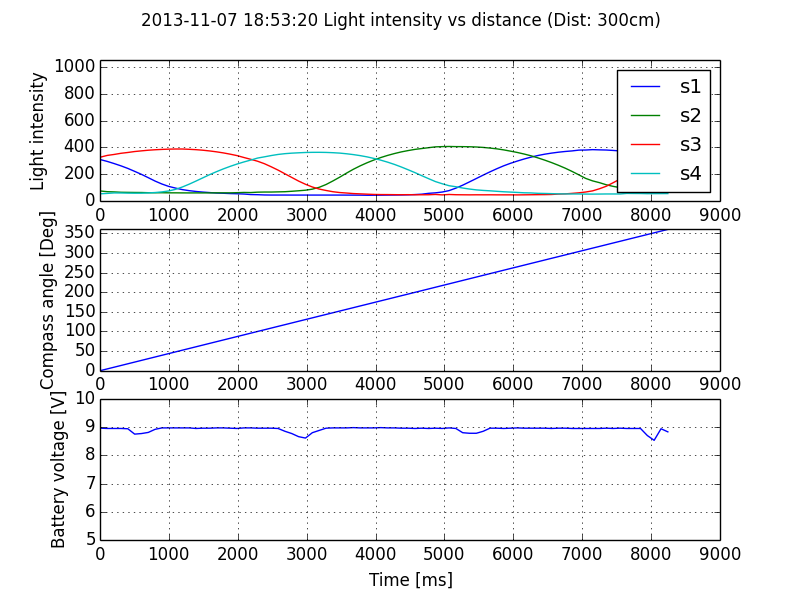 2013-11-07 18:53:20 Light intensity vs distance (Dist: 300cm)
Light intensity
1000
800
600
400
200
0
s1
s2
s3
s4
0 1000 2000 3000 4000 5000 6000 7000 8000 9000
Compass angle [Deg]
350
300
250
200
150
100
50
0
0 1000 2000 3000 4000 5000 6000 7000 8000 9000
Battery voltage [V]
10
9
8
7
6
5
0 1000 2000 3000 4000 5000 6000 7000 8000 9000
Time [ms]